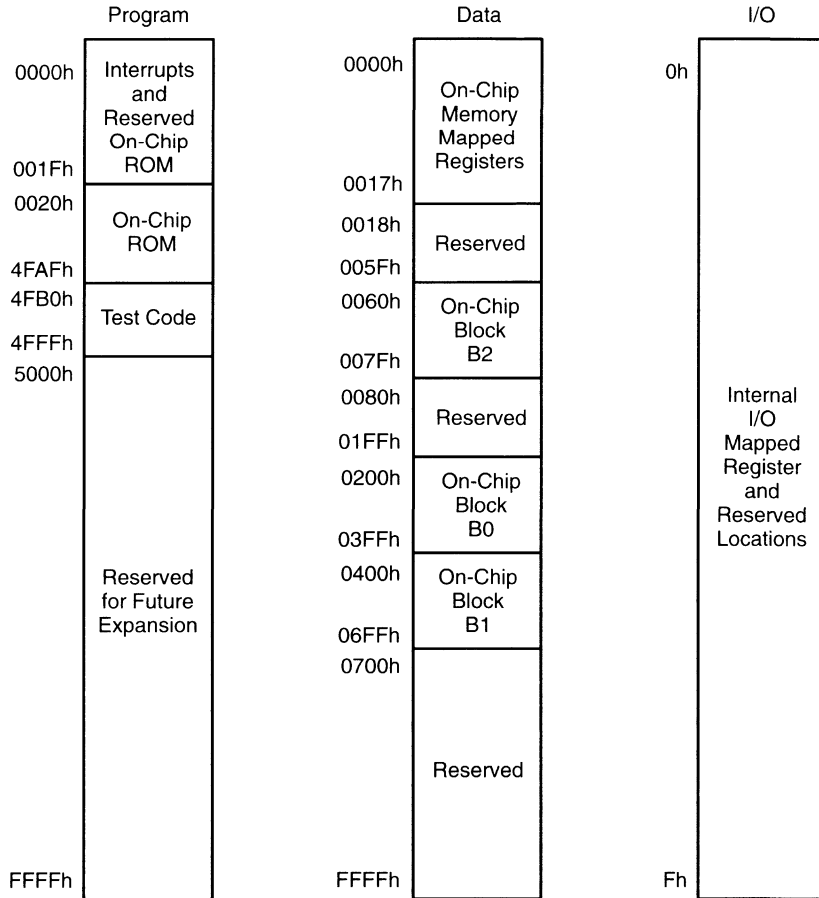 Program
0000h
Interrupts
and
Reserved
On-Chip
ROM
001Fh
0020h
On-Chip
ROM
4FAFh
4FB0h
Test Code
4FFFh
5000h
Reserved
for Future
Expansion
FFFFh
Data
0000h
On-Chip
Memory
Mapped
Registers
0017h
0018h
Reserved
005Fh
0060h
On-Chip
Block
B2
007Fh
0080h
Reserved
01FFh
0200h
On-Chip
Block
B0
03FFh
0400h
On-Chip
Block
B1
06FFh
0700h
Reserved
FFFFh
I/O
0h
Internal
I/O
Mapped
Register
and
Reserved
Locations
Fh